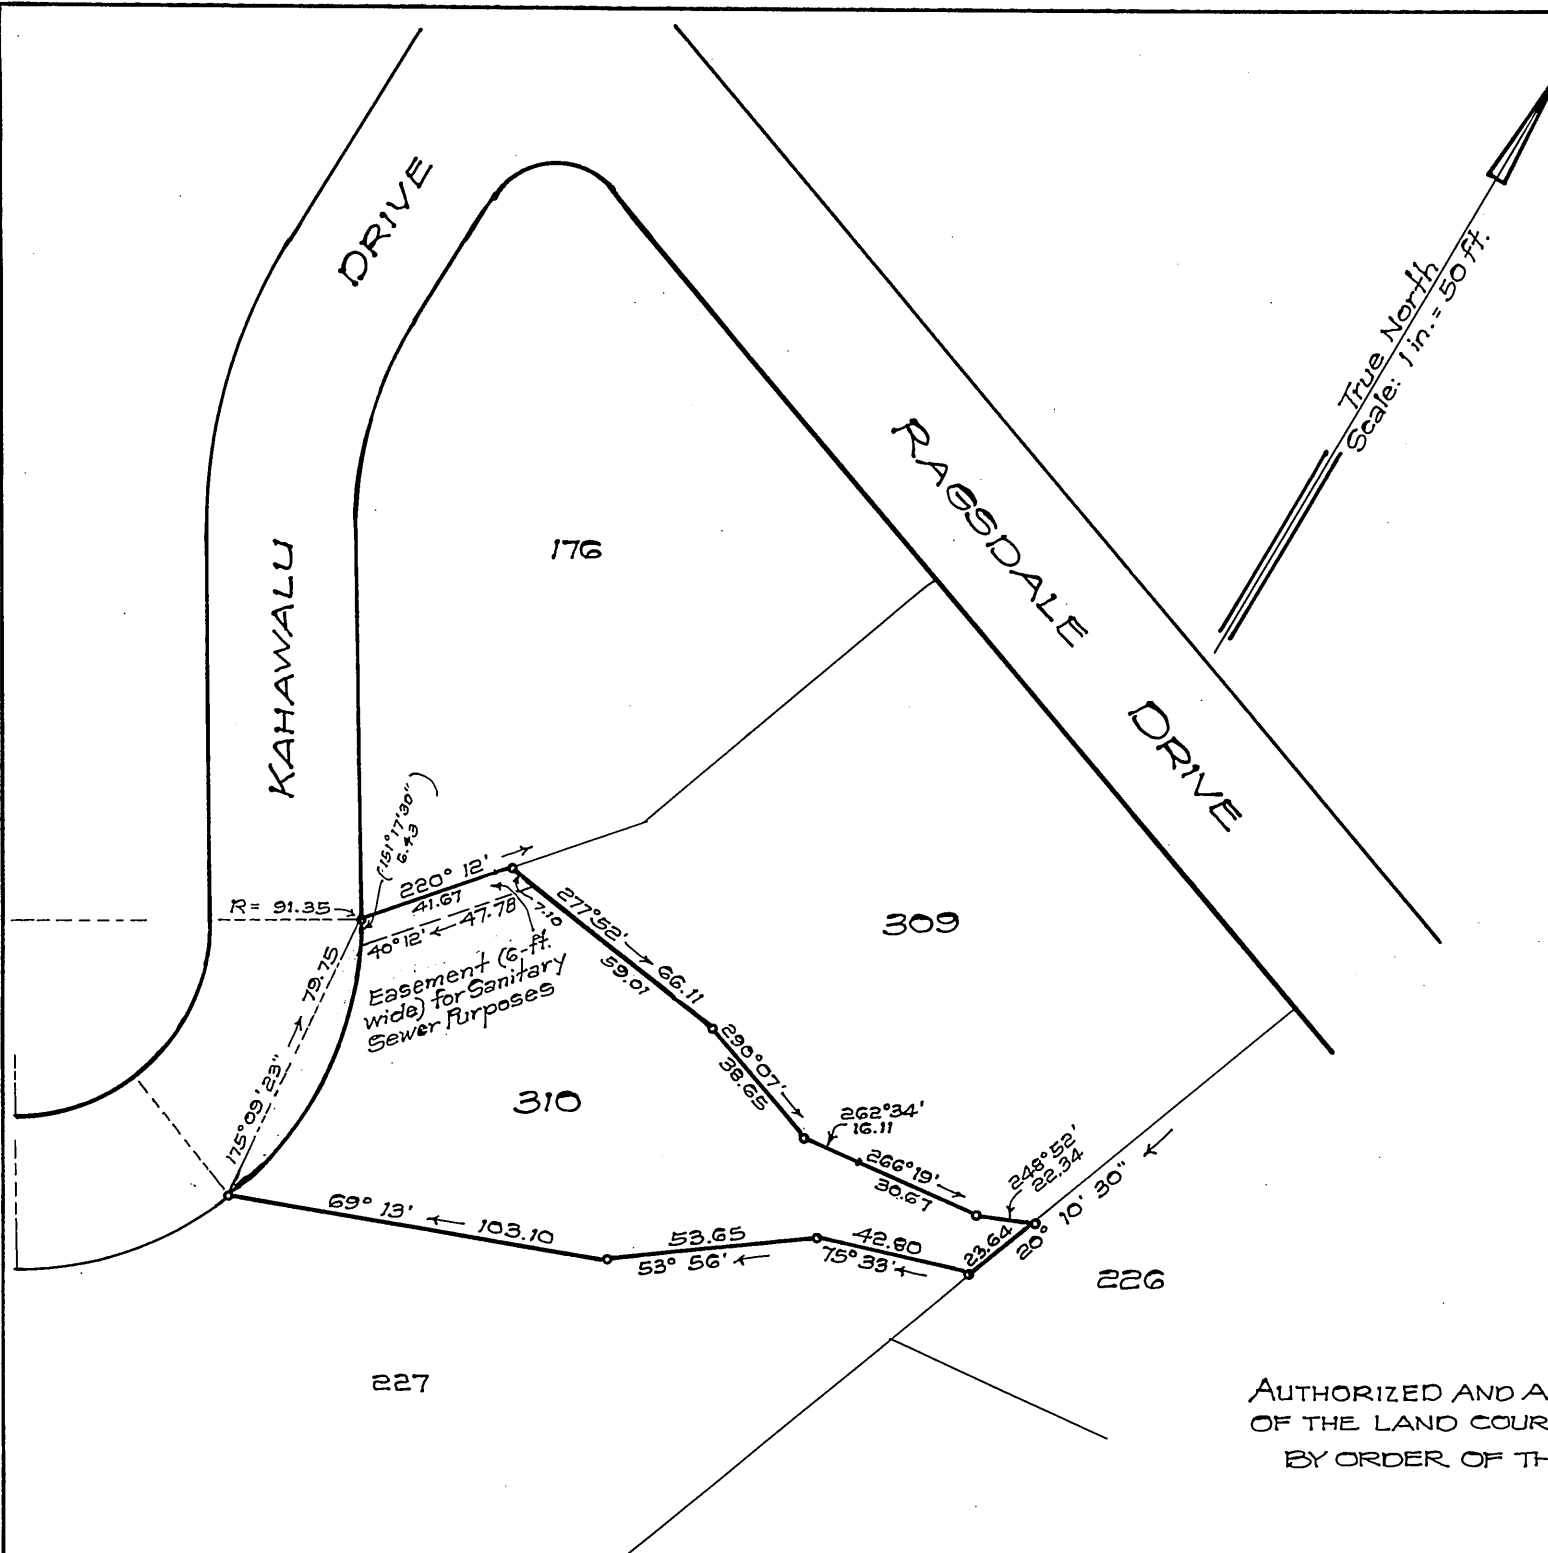 DRIVE
True North
Scale: 1 in. = 50 ft.
RAGSDALE DRIVE
176
KAHAWALU
(151°17'30"
6.43)
220° 12'
41.67
R= 91.35
47.78
40°12'
7.10
277°52'
66.11
59.01
309
Easement (6-ft.
wide) for Sanitary
Sewer Purposes
79.75
175°09'23"
290°07'
38.65
310
262°34'
16.11
266°19'
30.67
248°52'
22.34
20° 10' 30"
23.64
69° 13'
103.10
53.65
53° 56'
42.80
75°33'
226
227
AUTHORIZED AND A
OF THE LAND COUR
BY ORDER OF TH